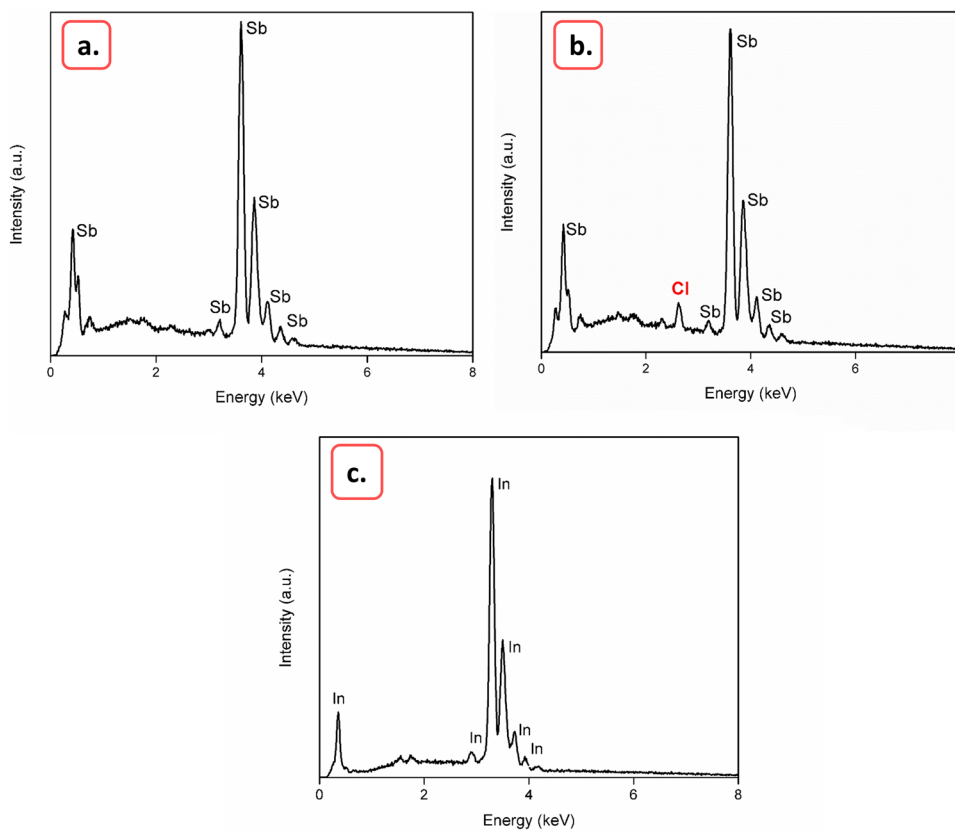 a.
Sb
Sb
Sb
Sb
Sb
Sb
Intensity (a.u.)
0
2
4
6
8
Energy (keV)
b.
Sb
Sb
Sb
Cl
Sb
Sb
Sb
Intensity (a.u.)
0
2
4
6
Energy (keV)
c.
In
In
In
In
In
In
Intensity (a.u.)
0
2
4
6
8
Energy (keV)